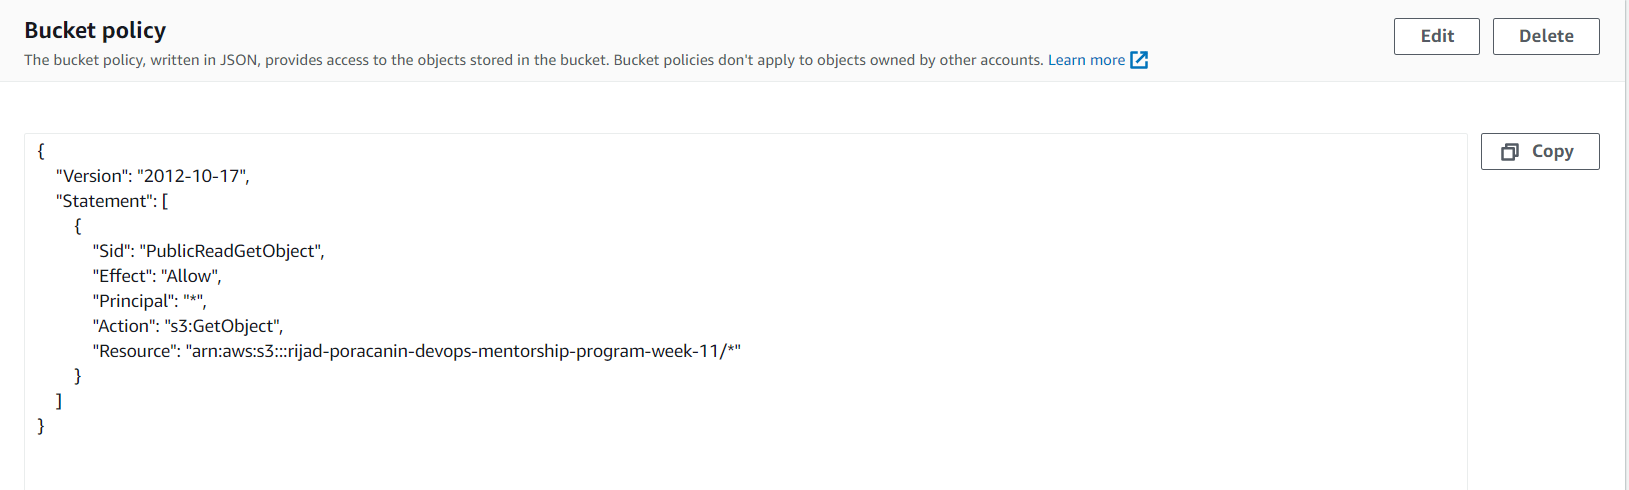 Bucket policy
Edit
Delete
The bucket policy, written in JSON, provides access to the objects stored in the bucket. Bucket policies don't apply to objects owned by other accounts. Learn more
Copy
{
    "Version": "2012-10-17",
    "Statement": [
        {
            "Sid": "PublicReadGetObject",
            "Effect": "Allow",
            "Principal": "*",
            "Action": "s3:GetObject",
            "Resource": "arn:aws:s3:::rijad-poracanin-devops-mentorship-program-week-11/*"
        }
    ]
}